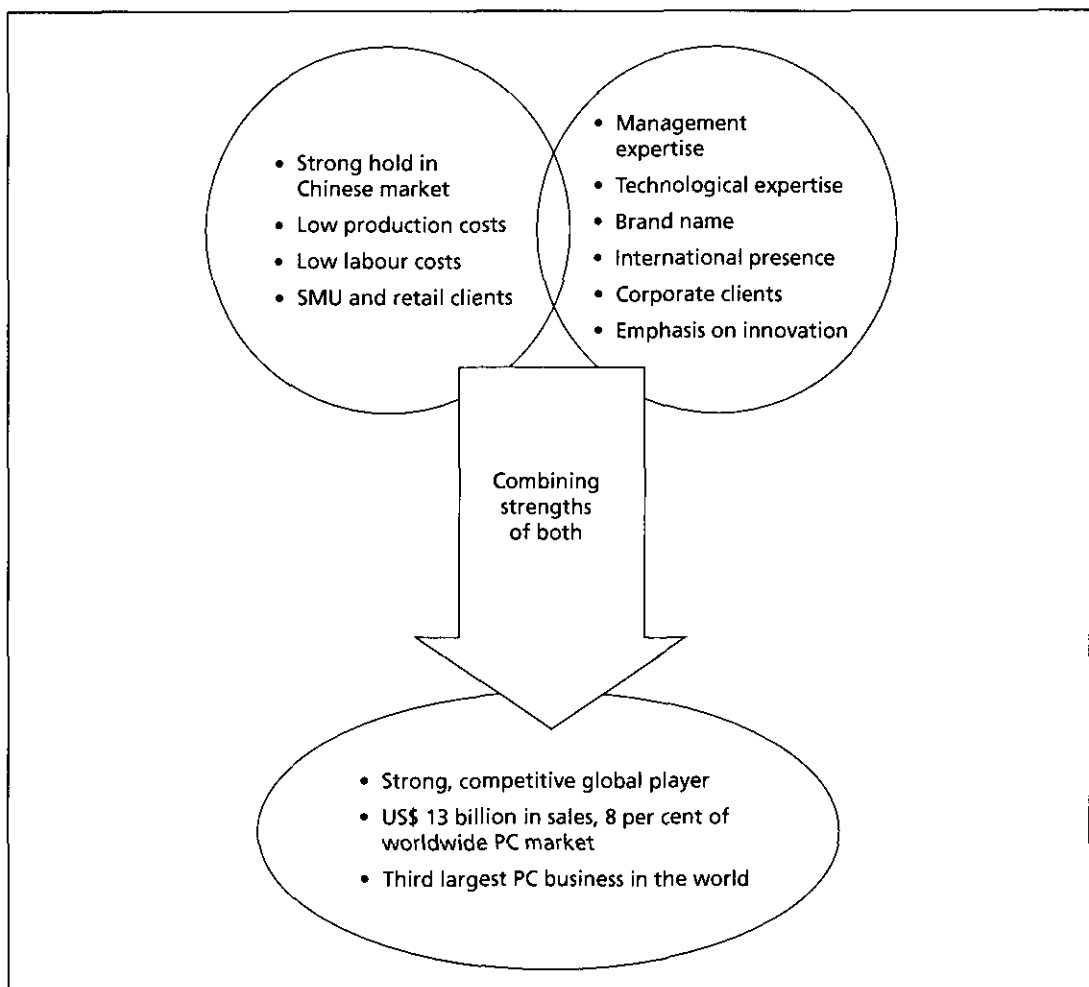 • Strong hold in
Chinese market
• Low production costs
• Low labour costs
• SMU and retail clients
• Management
expertise
• Technological expertise
• Brand name
• International presence
• Corporate clients
• Emphasis on innovation
Combining
strengths
of both
• Strong, competitive global player
• US$ 13 billion in sales, 8 per cent of
worldwide PC market
• Third largest PC business in the world